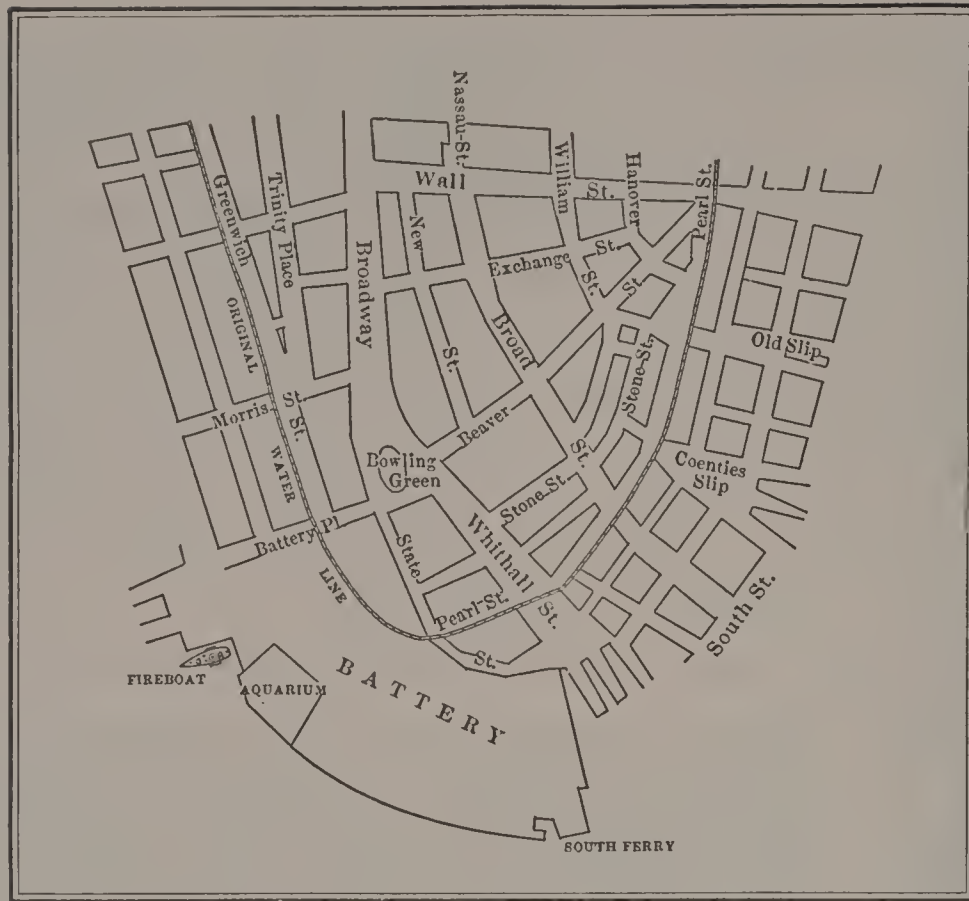 Nassau-St.
Wall St.
William St.
Hanover St.
Pearl St.
Greenwich St.
Trinity Place
Broadway
New St.
Exchange St.
Broad St.
ORIGINAL
WATER
LINE
Old Slip
Stone-St.
Morris St.
Beaver
Bowling
Green
Coenties
Slip
Stone-St.
Battery Pl
State St.
Whithall St.
Pearl-St.
South St.
BATTERY
FIREBOAT
AQUARIUM
SOUTH FERRY